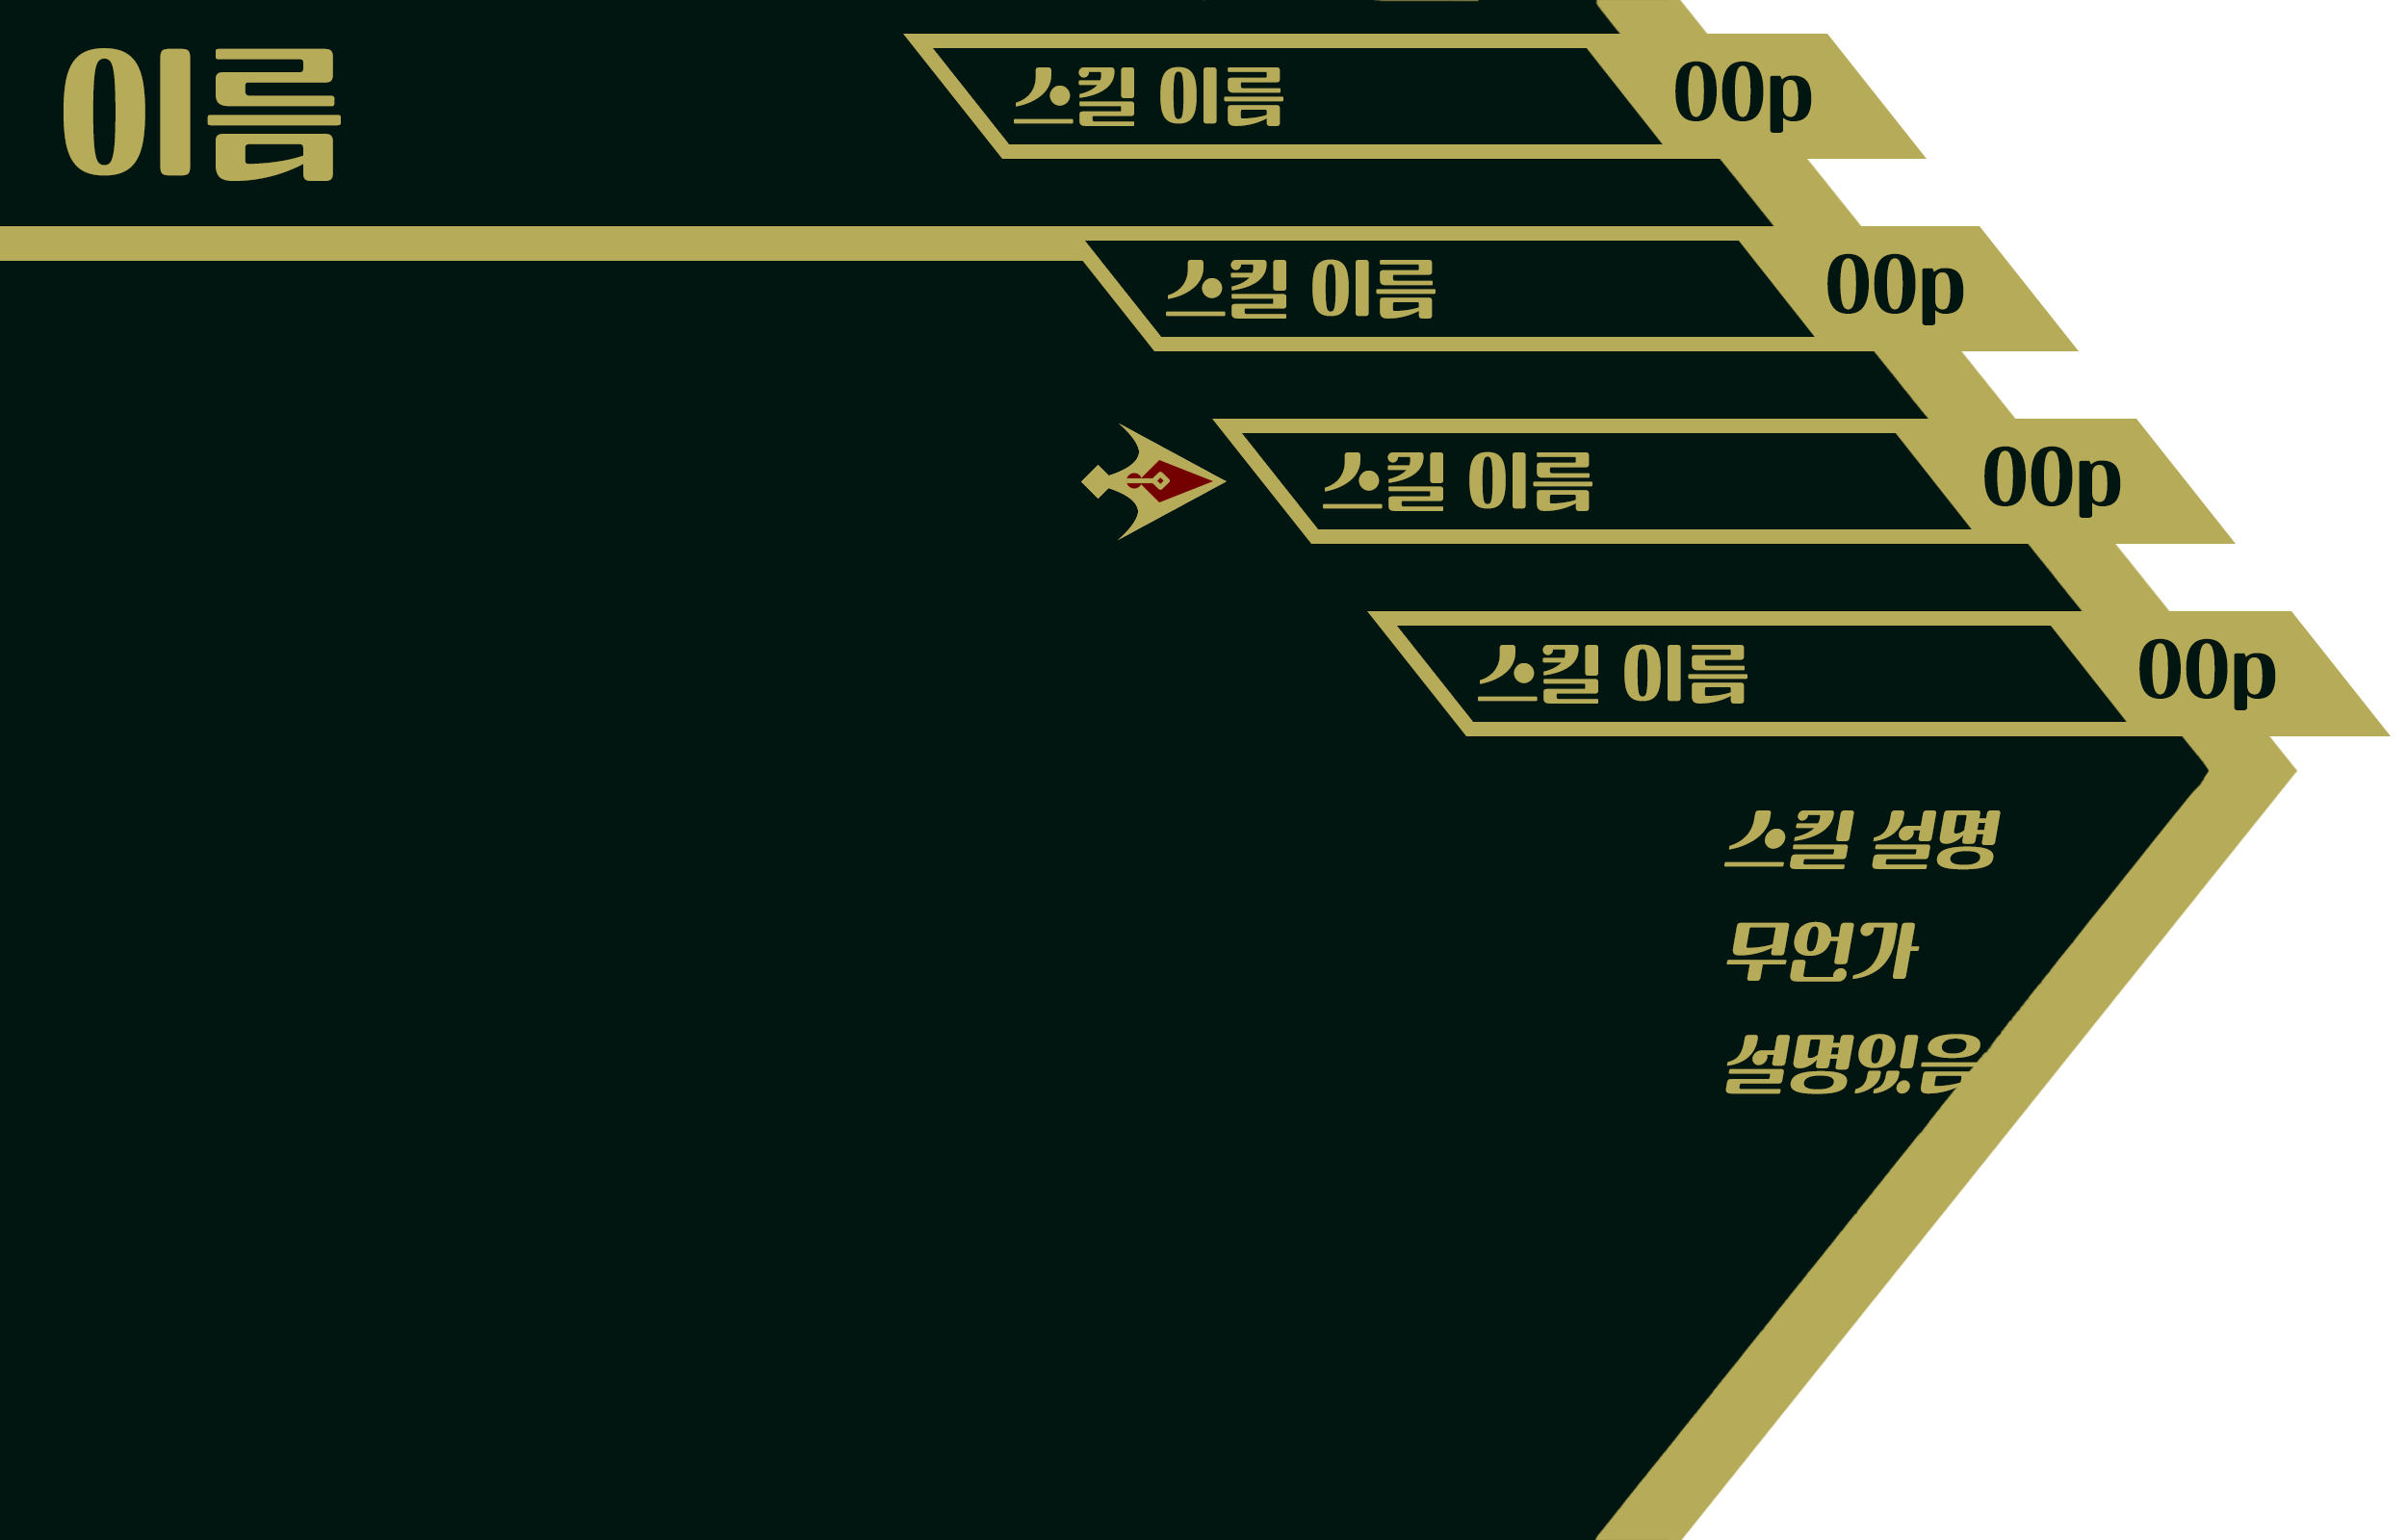 이름
스킬 이름 00p
스킬 이름 00p
스킬 이름 00p
스킬 이름 00p
스킬 설명
무언가
설명있음